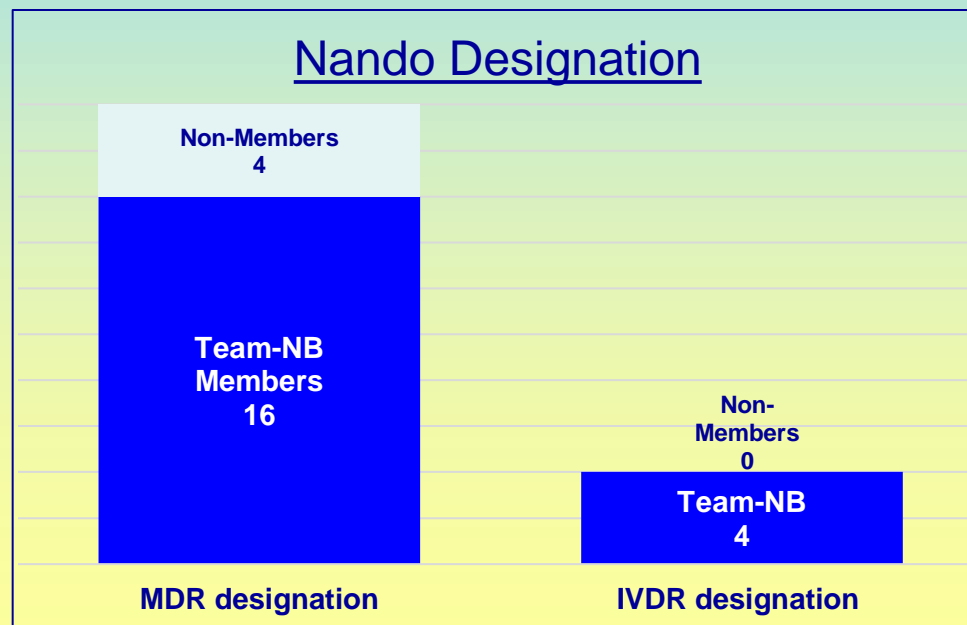 Nando Designation
Non-Members
4
Team-NB
Members
16
Non-
Members
0
Team-NB
4
MDR designation
IVDR designation